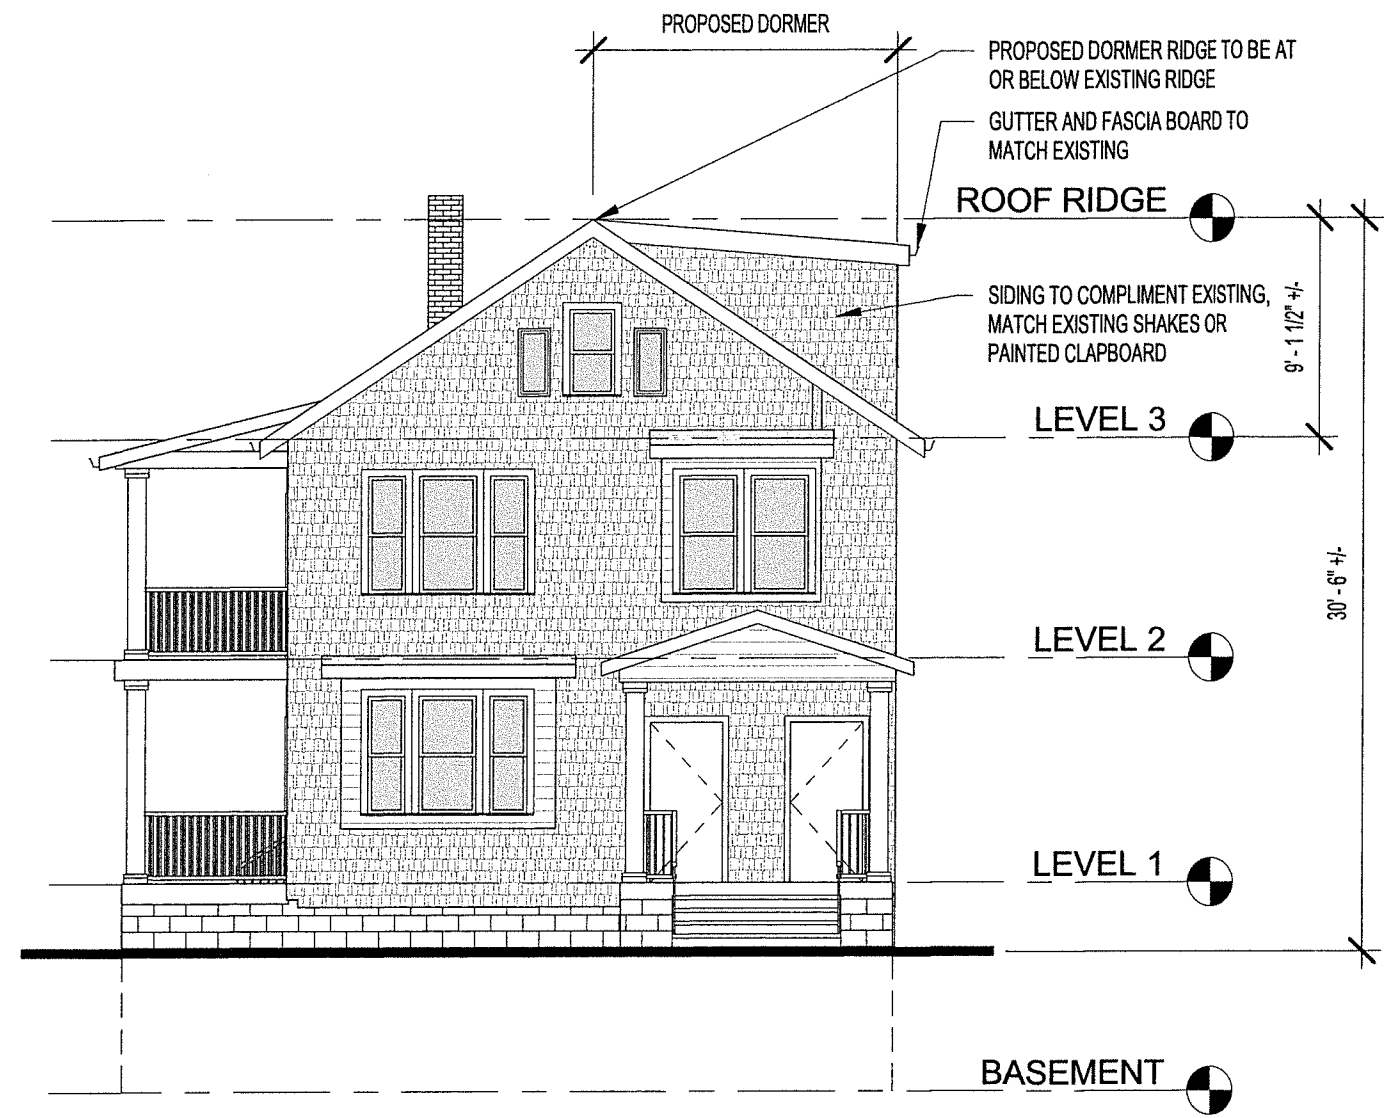 PROPOSED DORMER
PROPOSED DORMER RIDGE TO BE AT
OR BELOW EXISTING RIDGE
GUTTER AND FASCIA BOARD TO
MATCH EXISTING
ROOF RIDGE
SIDING TO COMPLIMENT EXISTING,
MATCH EXISTING SHAKES OR
PAINTED CLAPBOARD
9' - 1 1/2" +/-
LEVEL 3
30' - 6" +/-
LEVEL 2
LEVEL 1
BASEMENT